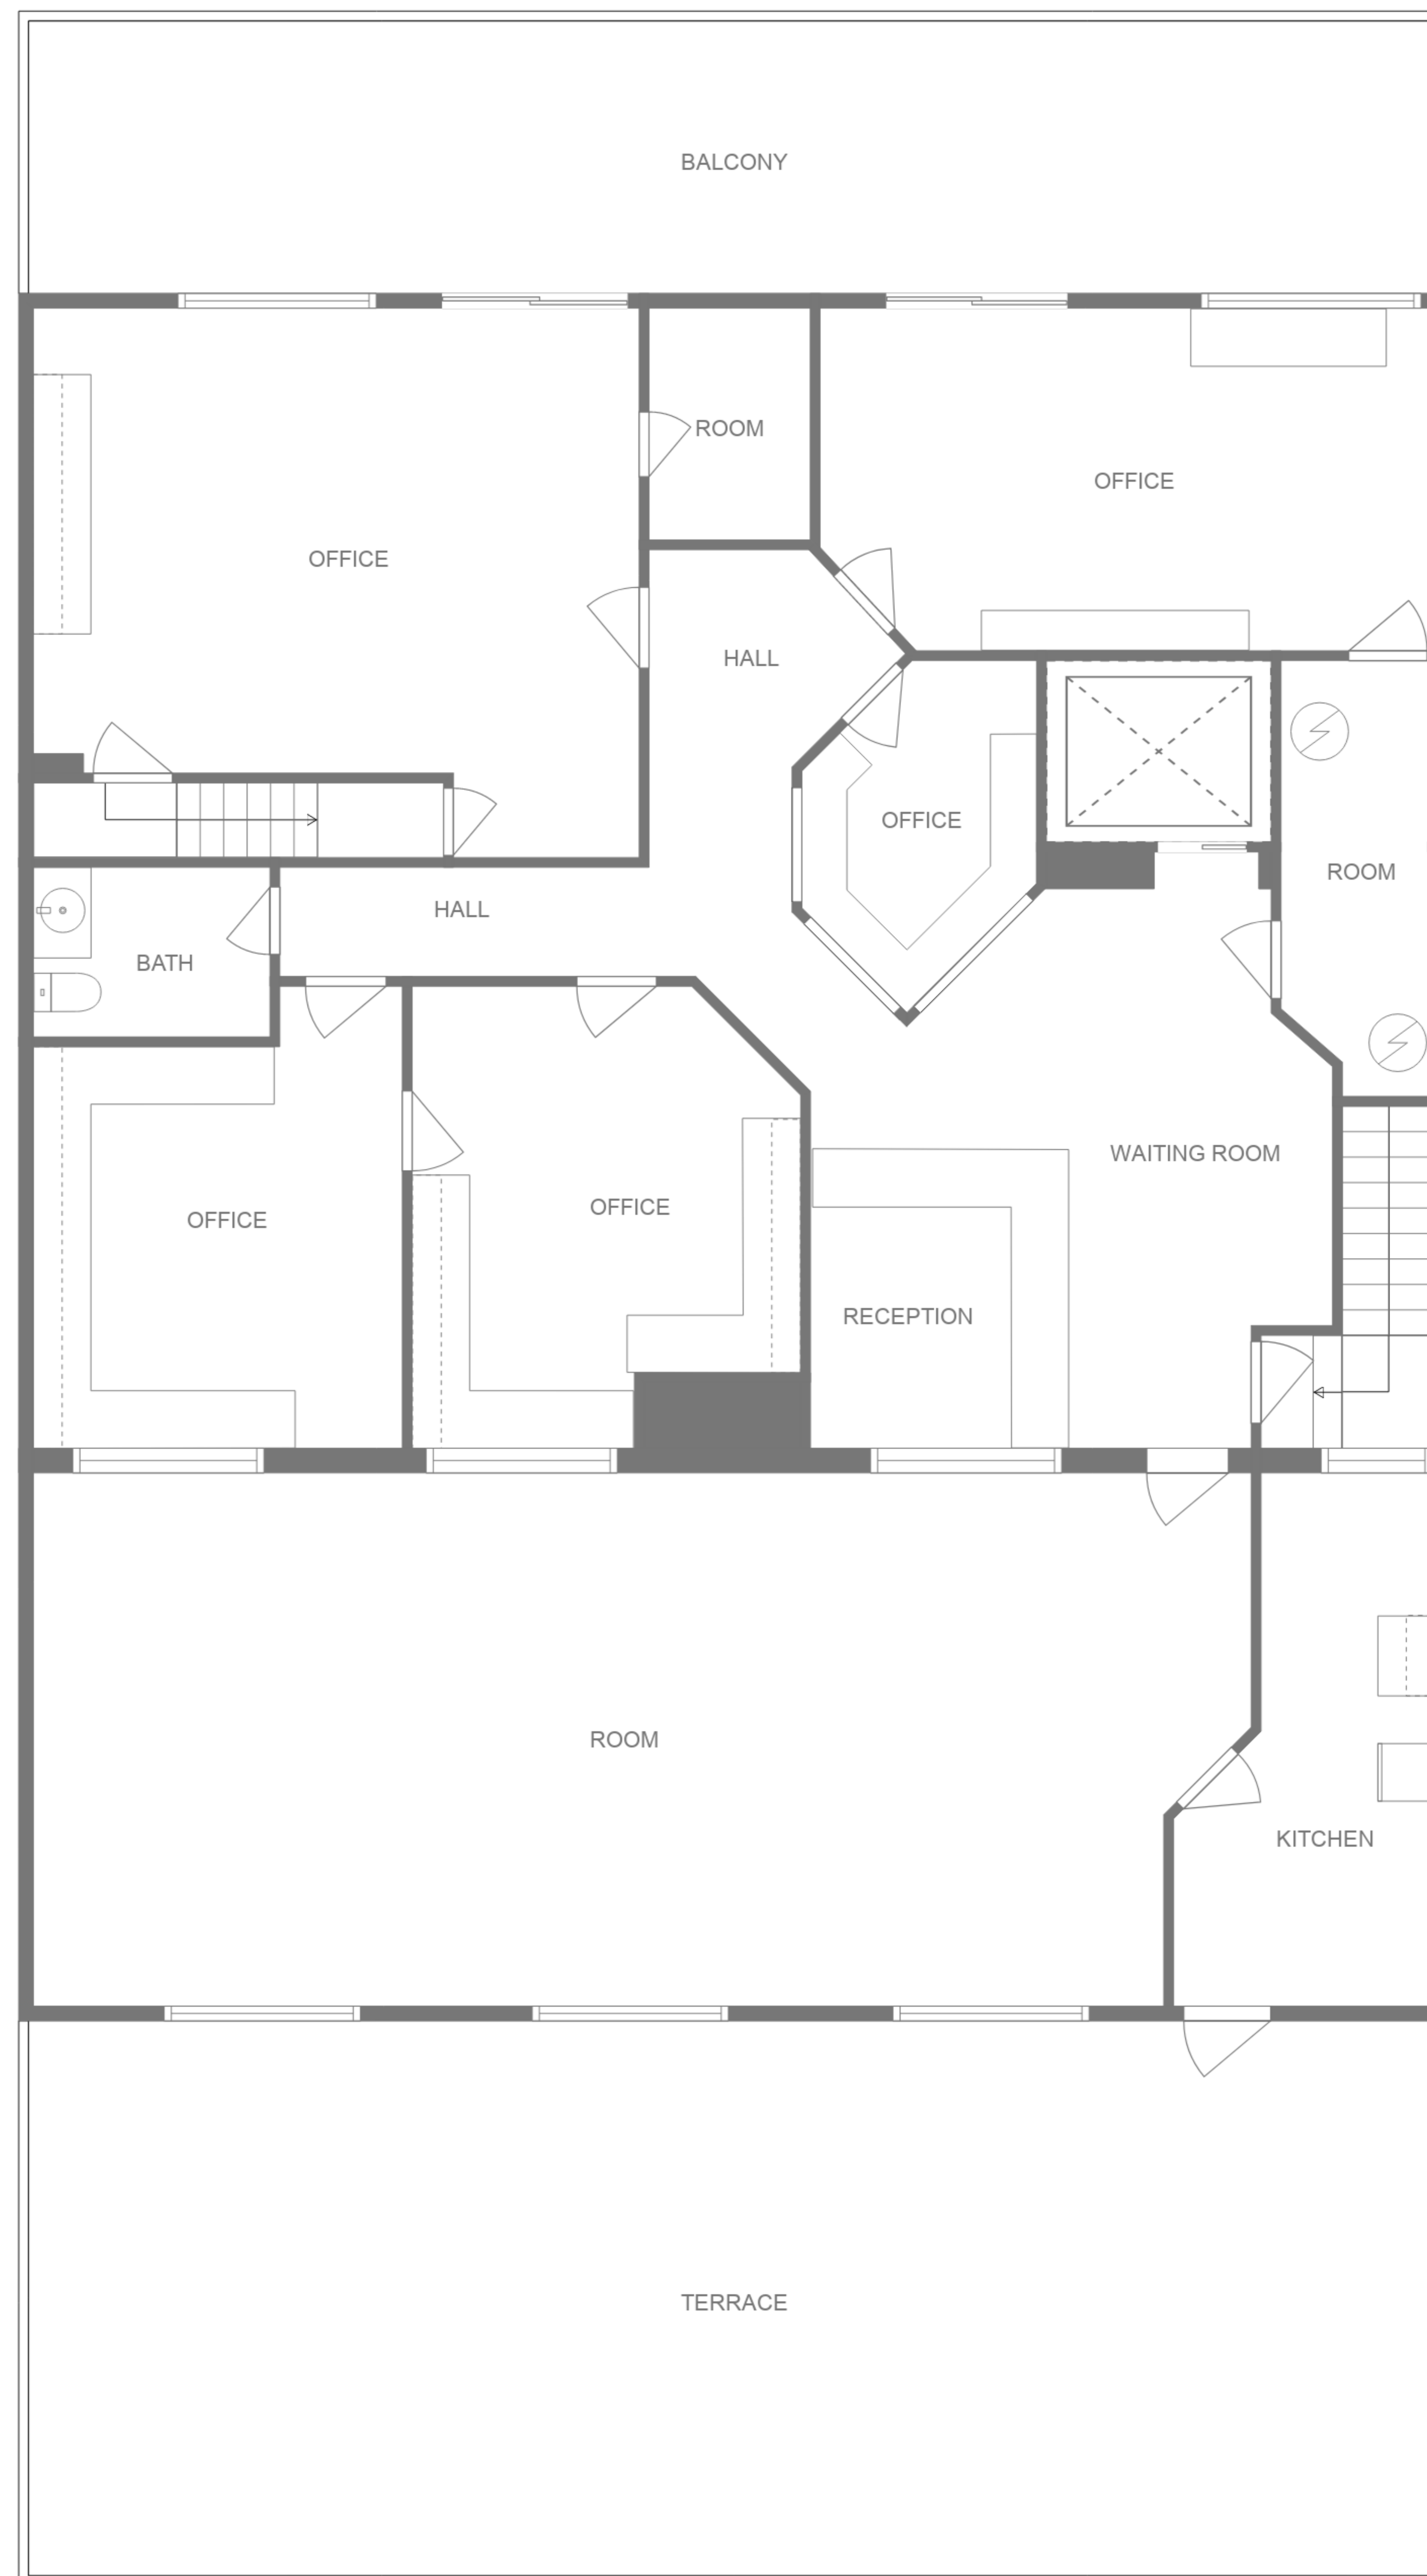 BALCONY
ROOM
OFFICE
OFFICE
HALL
OFFICE
ROOM
HALL
BATH
WAITING ROOM
OFFICE
OFFICE
RECEPTION
ROOM
KITCHEN
TERRACE